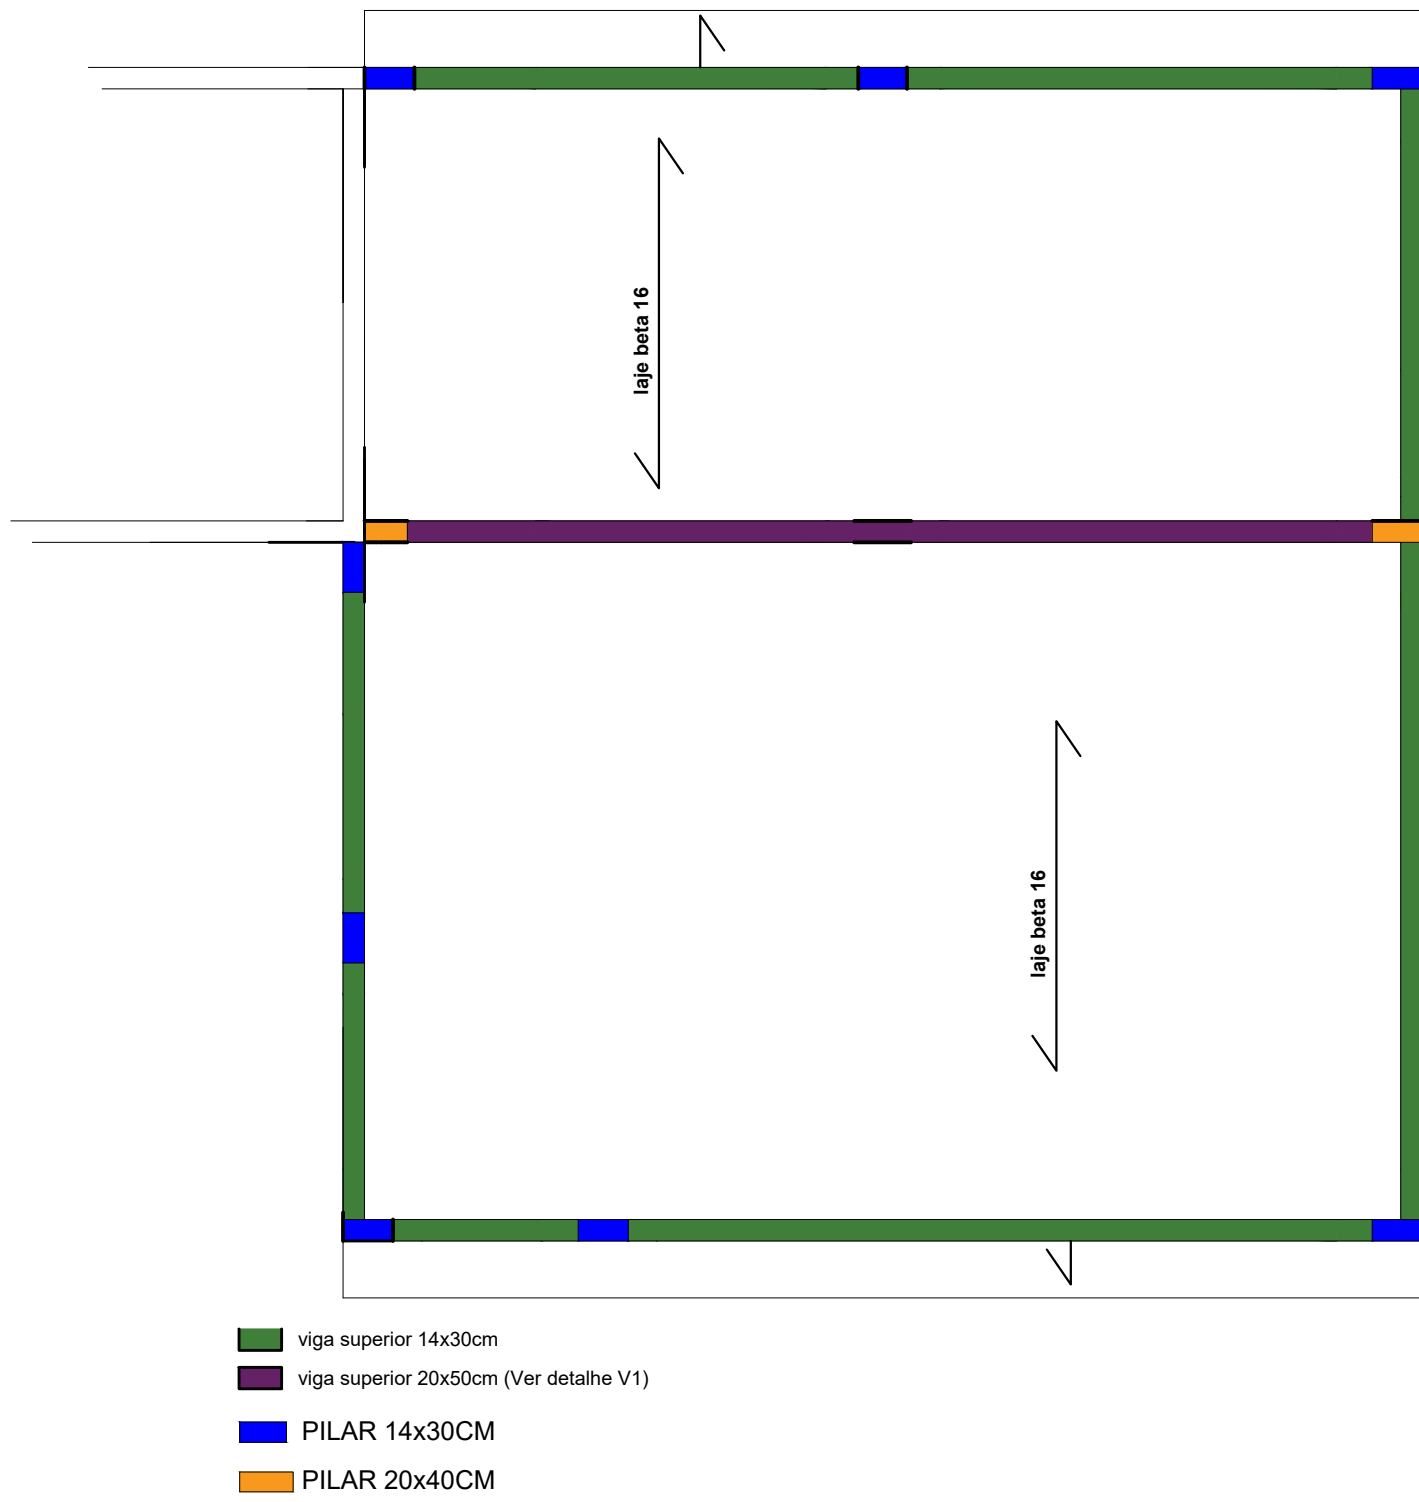 laje beta 16
laje beta 16
viga superior 14x30cm
viga superior 20x50cm (Ver detalhe V1)
PILAR 14x30CM
PILAR 20x40CM